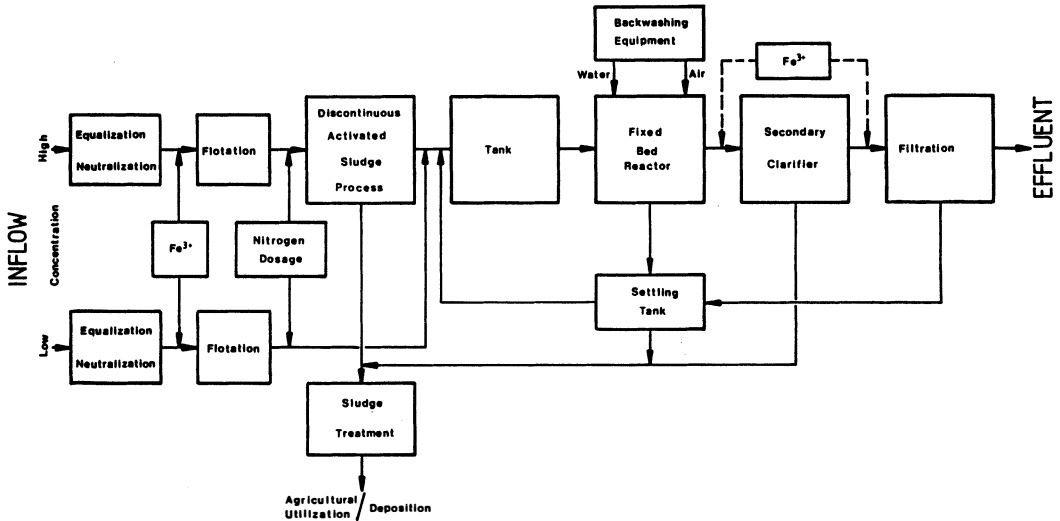 Backwashing
Equipment
Water
Air
Fe3+
High
Equalization
Neutralization
Flotation
Discontinuous
Activated
Sludge
Process
Tank
Fixed
Bed
Reactor
Secondary
Clarifier
Filtration
EFFLUENT
INFLOW
Concentration
Fe3+
Nitrogen
Dosage
Settling
Tank
Low
Equalization
Neutralization
Flotation
Sludge
Treatment
Agricultural
Utilization / Deposition